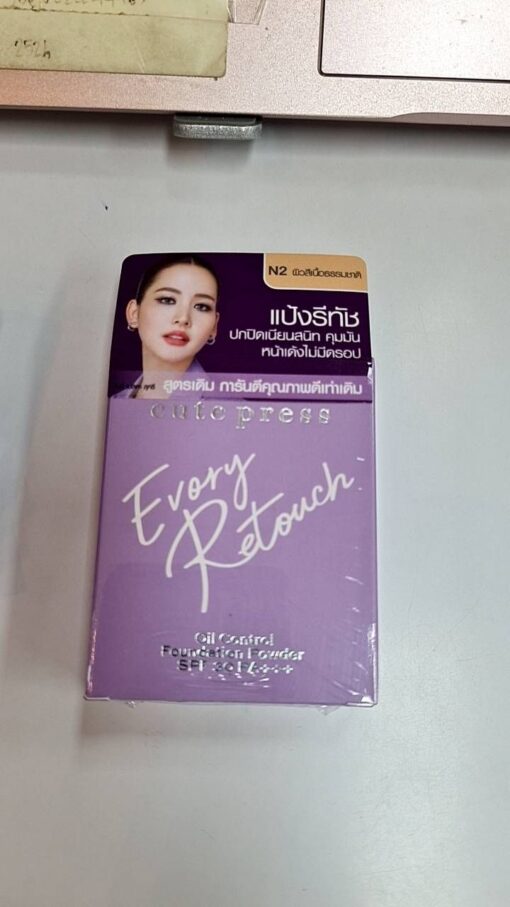 2526
N2 ผิวสีเนื้อธรรมชาติ
แป้งรีทัช
ปกปิดเนียนสนิท คุมมัน
หน้าเด้งไม่มีดรอป
สูตรเดิม การันตีคุณภาพดีเท่าเดิม
cute press
Evory
Retouch
Oil Control
Foundation Powder
SPF 30 PA+++